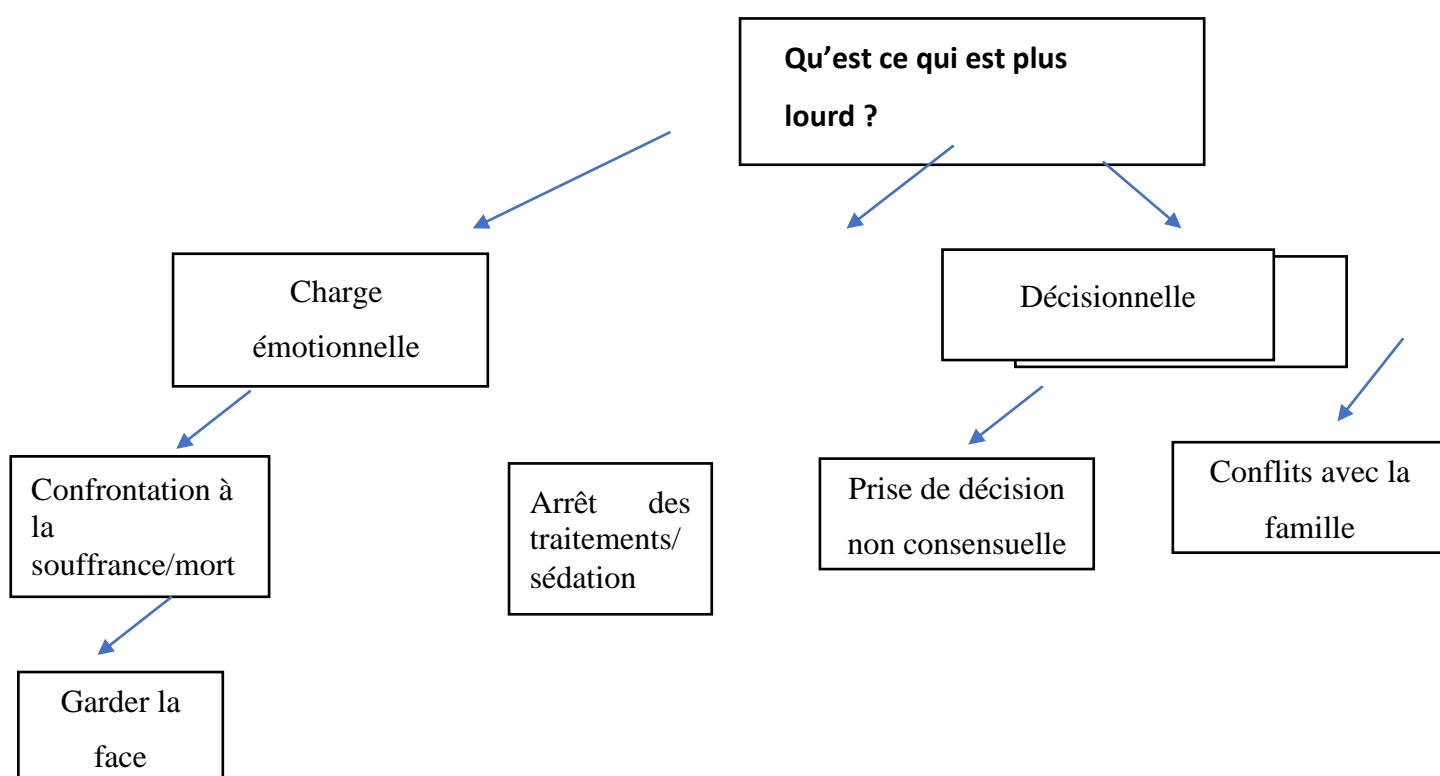 Qu’est ce qui est plus
lourd ?
Charge
émotionnelle
Décisionnelle
Confrontation à
la
souffrance/mort
Arrêt des
traitements/
sédation
Prise de décision
non consensuelle
Conflits avec la
famille
Garder la
face